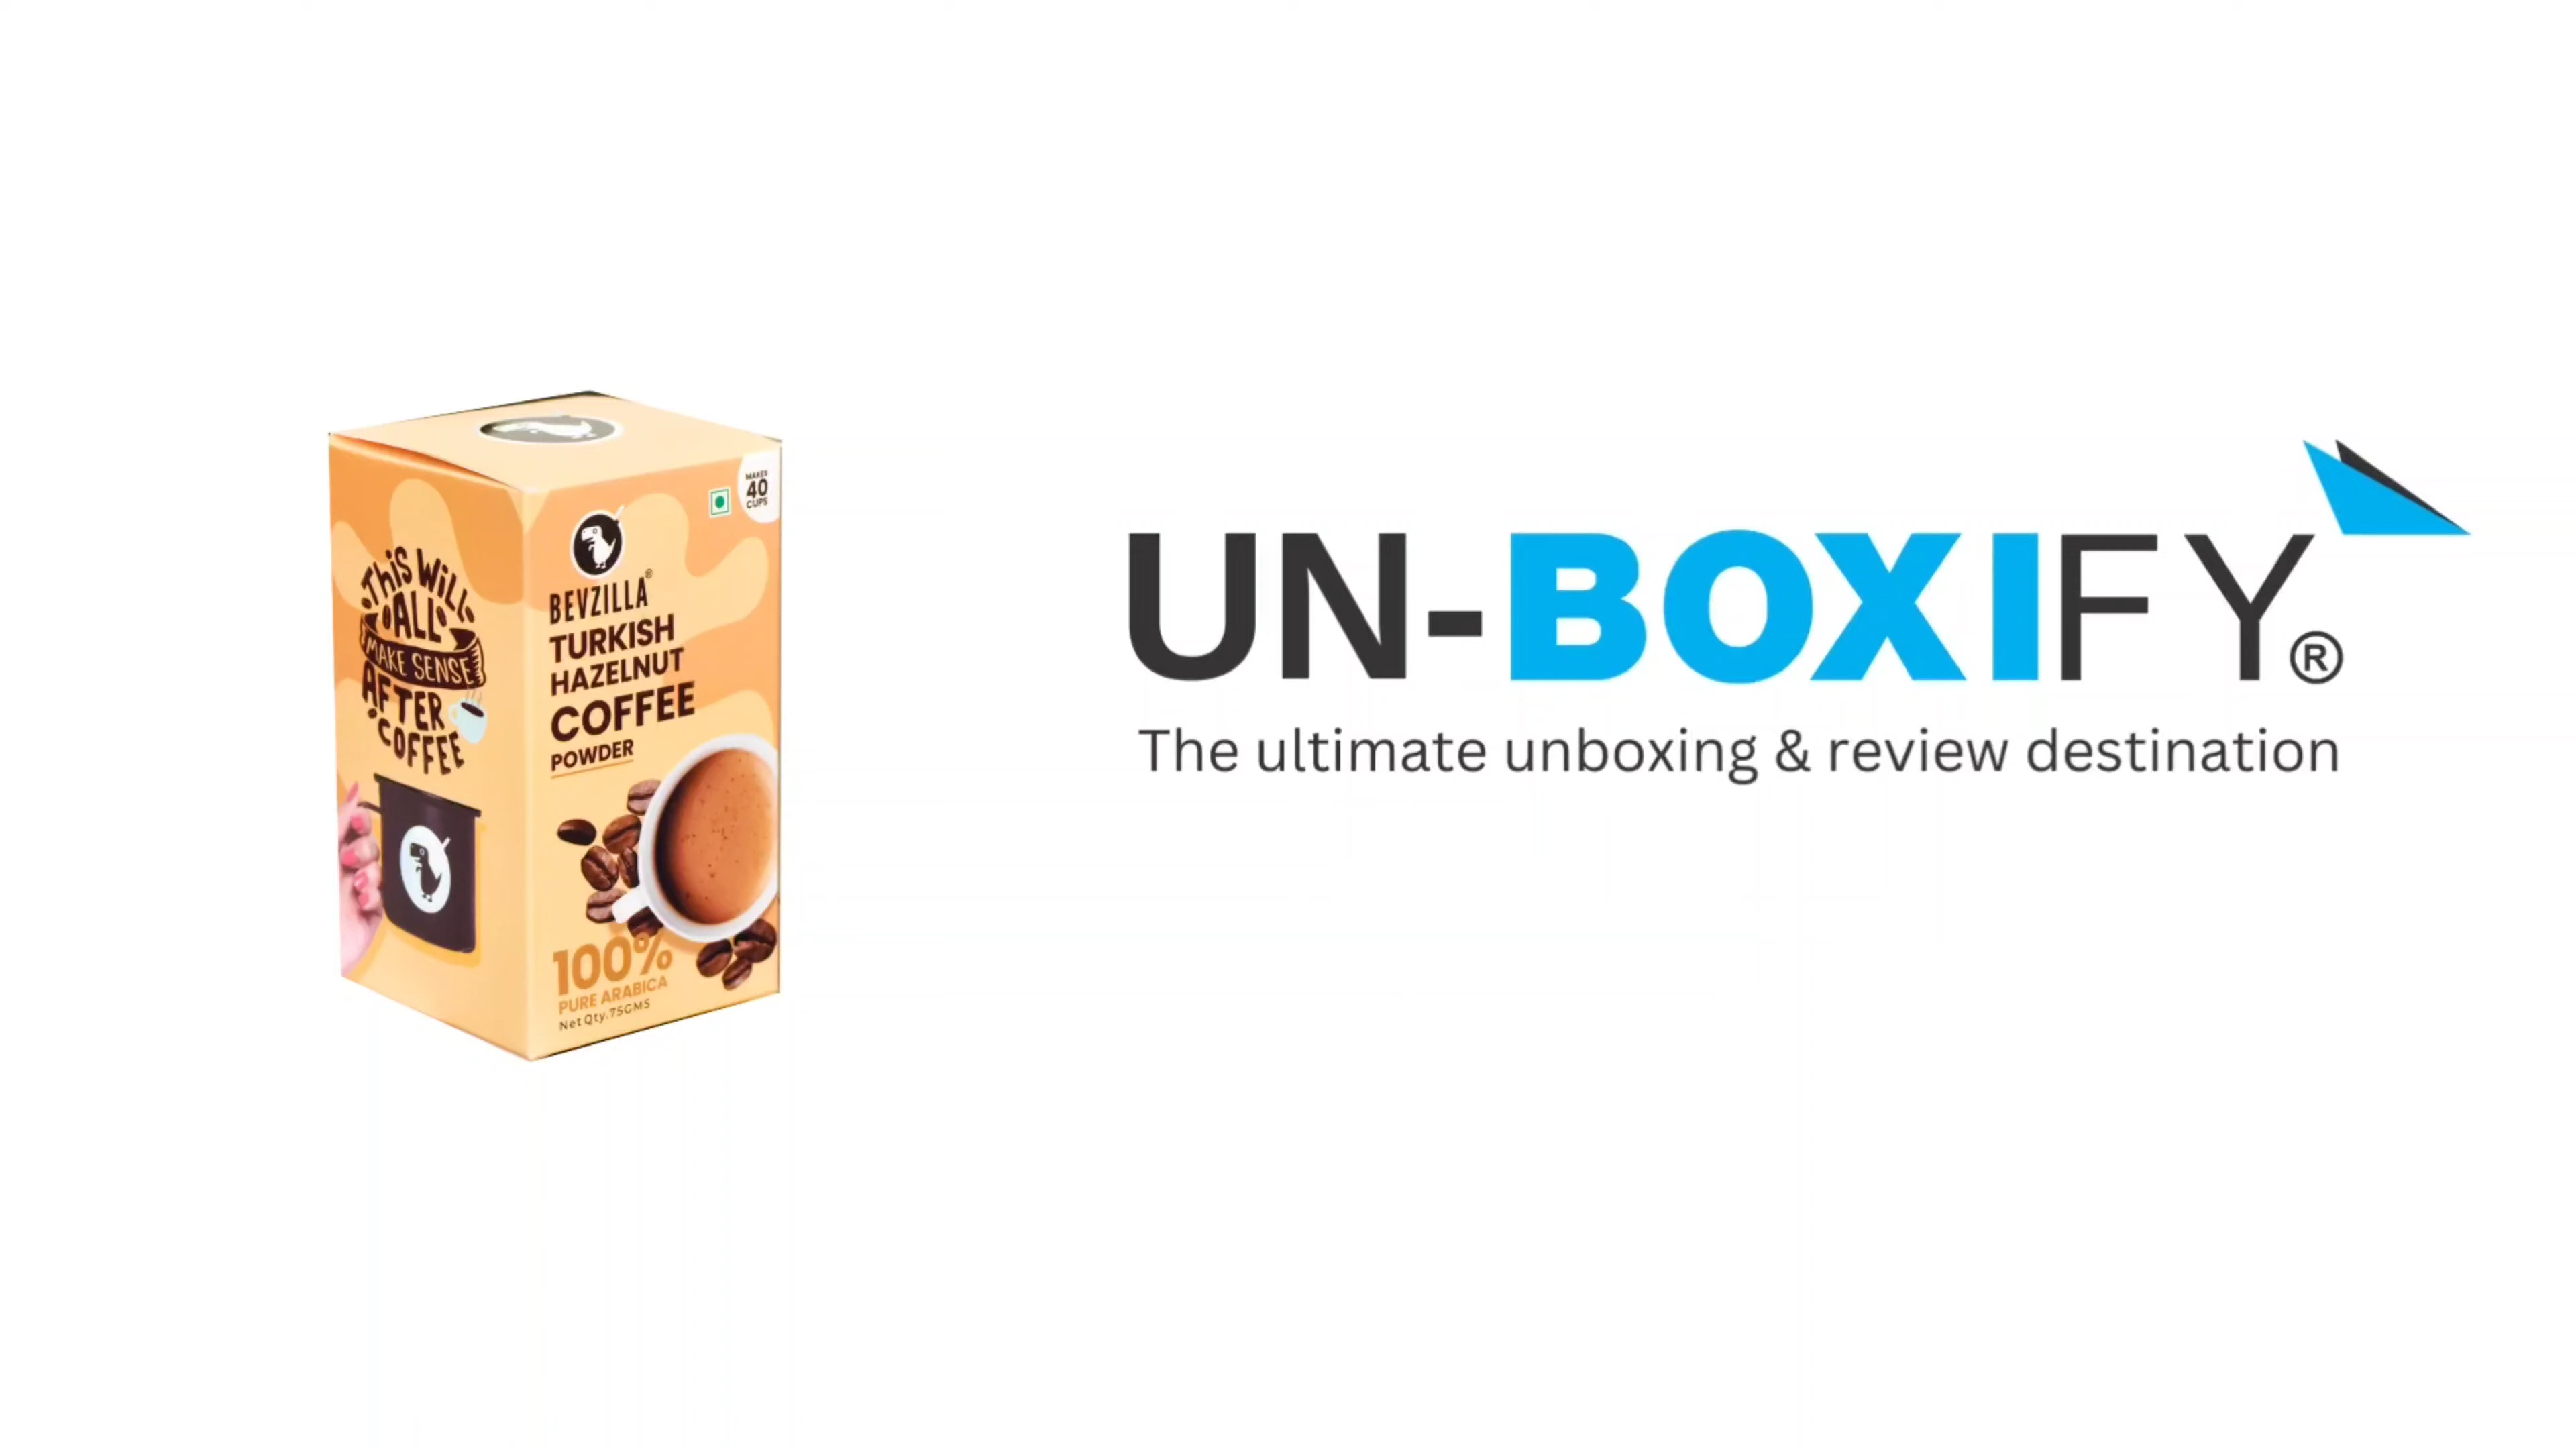 MAKES
40
CUPS
THiS WiLL
ALL
MAKE SENSE
AFTER
COFFEE
BEVZILLA®
TURKISH
HAZELNUT
COFFEE
POWDER
100%
PURE ARABICA
Net Qty.75GMS
UN-BOXIFY®
The ultimate unboxing & review destination